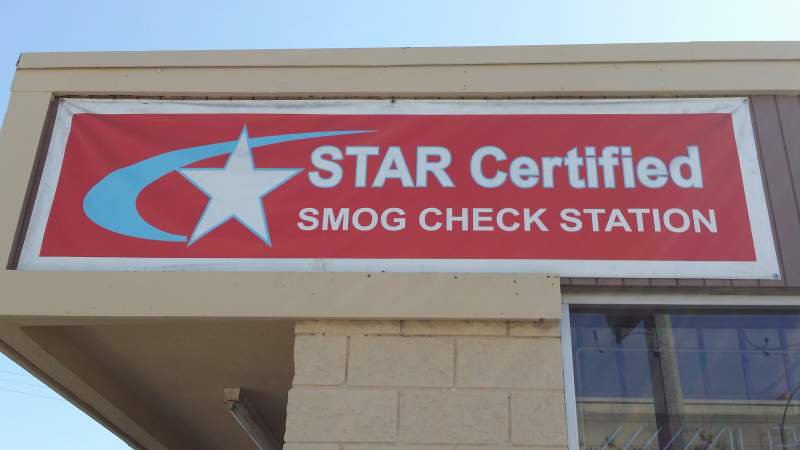 STAR Certified
SMOG CHECK STATION